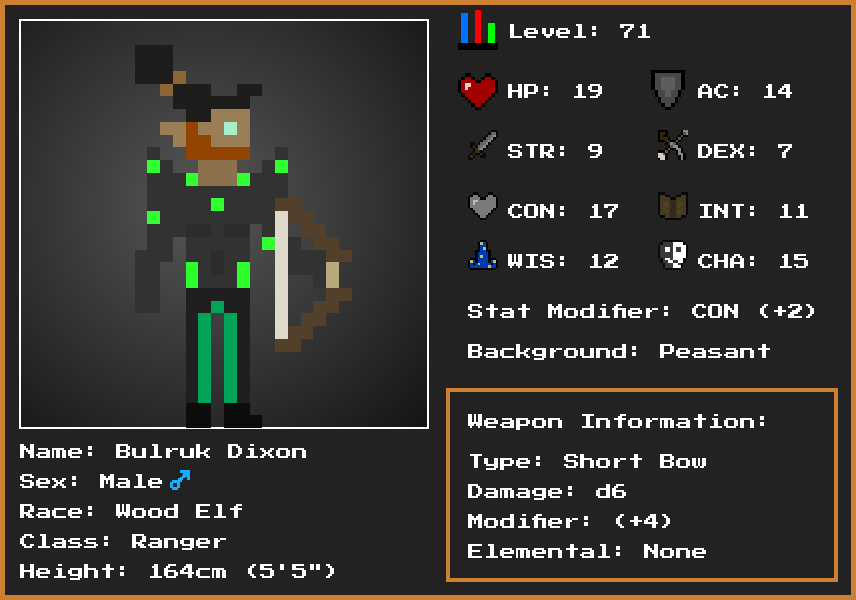 Level: 71
HP: 19 AC: 14
STR: 9 DEX: 7
CON: 17 INT: 11
WIS: 12 CHA: 15
Stat Modifier: CON (+2)
Background: Peasant
Weapon Information:
Type: Short Bow
Damage: d6
Modifier: (+4)
Elemental: None
Name: Bulruk Dixon
Sex: Male ♂
Race: Wood Elf
Class: Ranger
Height: 164cm (5'5")